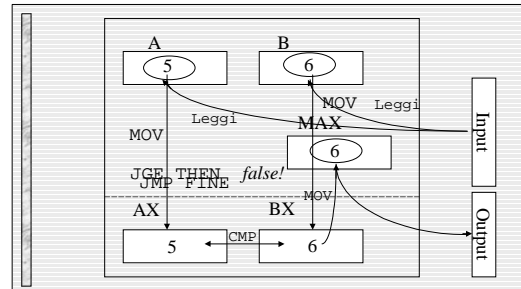 A B
5 6
MOV Leggi
Leggi
MAX
MOV
6
JGE THEN false!
JMP FINE
MOV
AX BX
5 CMP 6
Input
Output